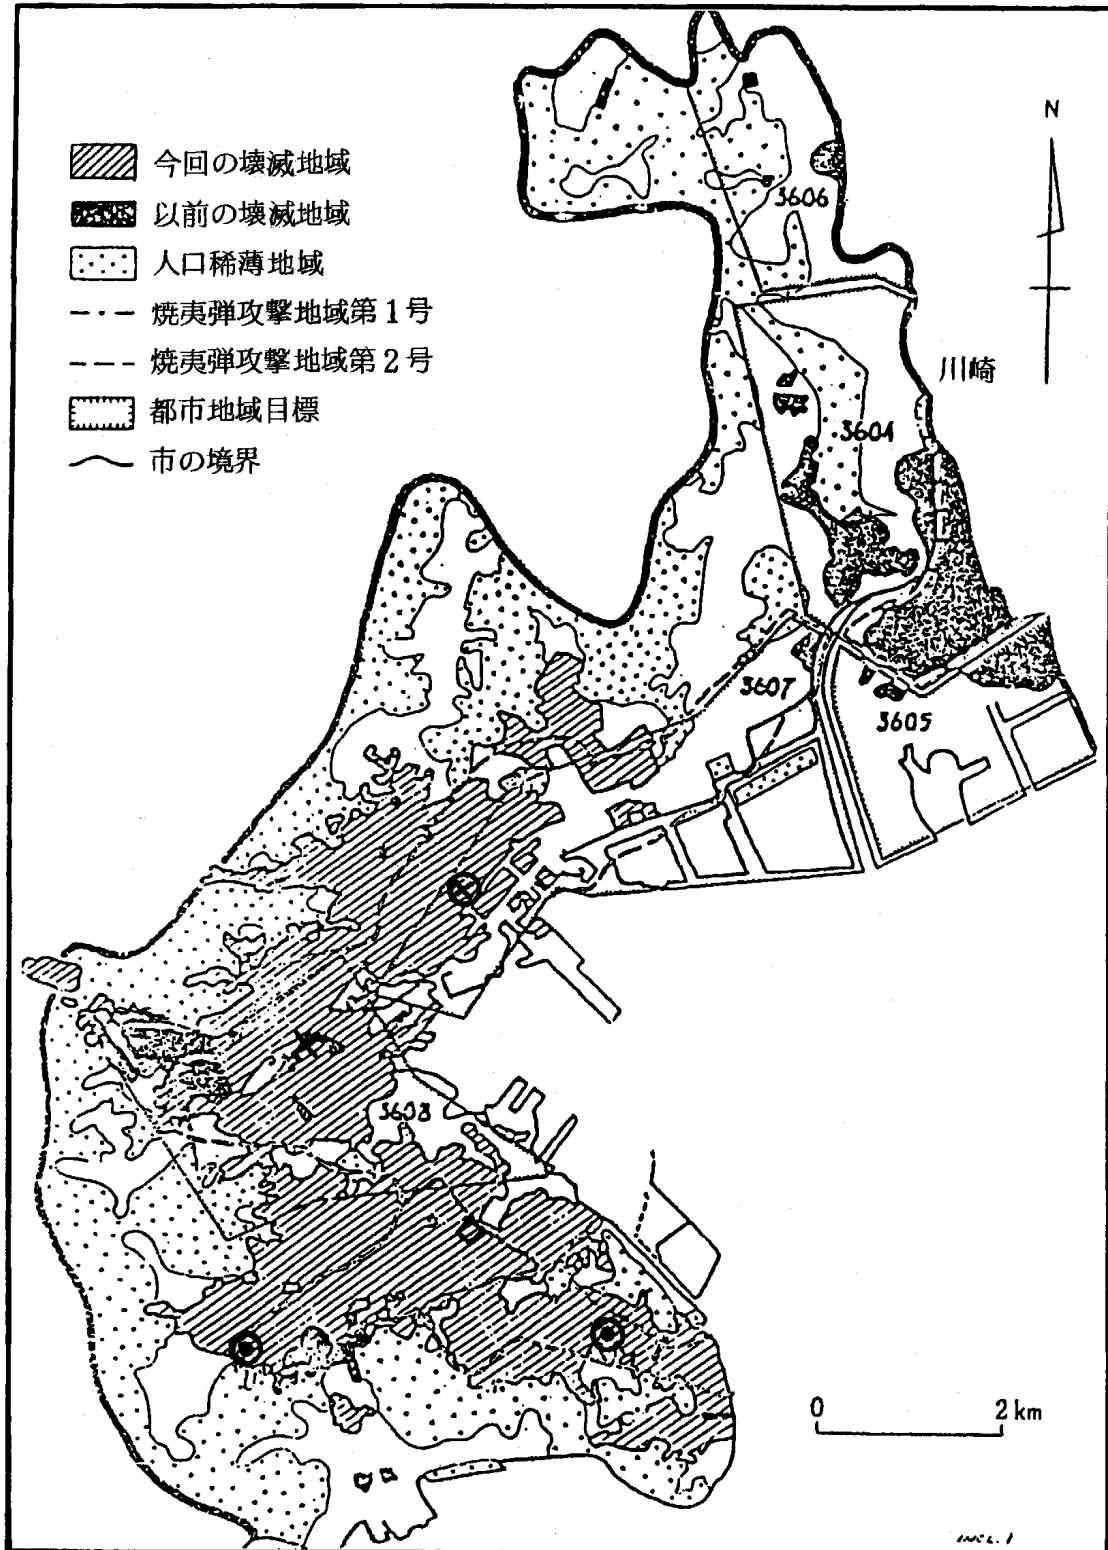 今回の壊滅地域
以前の壊滅地域
人口稀薄地域
焼夷弾攻撃地域第1号
焼夷弾攻撃地域第2号
都市地域目標
市の境界
N
3606
川崎
3604
3607
3605
3608
0 2km
INCL. 1